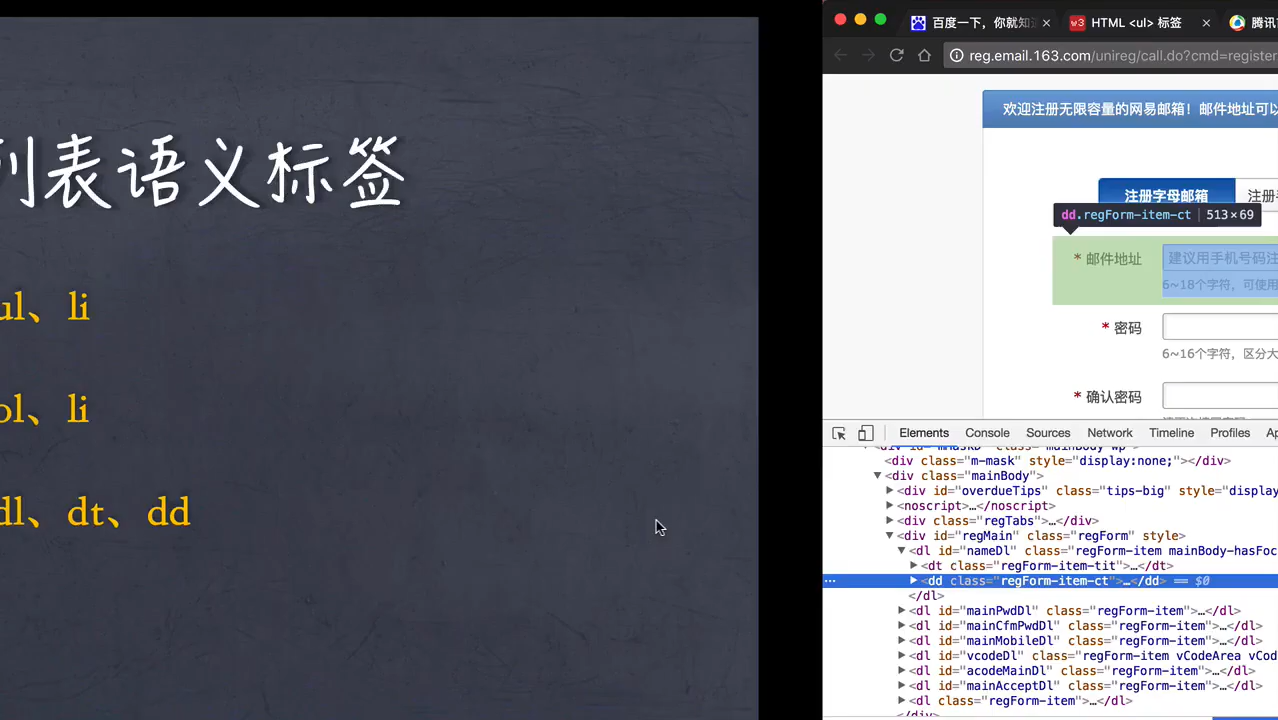 列表语义标签
ul、li
ol、li
dl、dt、dd
百度一下，你就知
HTML <ul> 标签
腾讯
reg.email.163.com/unireg/call.do?cmd=register
欢迎注册无限容量的网易邮箱！邮件地址可以
注册字母邮箱
注册
dd.regForm-item-ct | 513×69
* 邮件地址
建议用手机号码注
6~18个字符，可使用
* 密码
6~16个字符，区分大
* 确认密码
Elements Console Sources Network Timeline Profiles Ap
<div class="m-mask" style="display:none;"></div>
▼<div class="mainBody">
▶<div id="overdueTips" class="tips-big" style="display
▶<noscript>…</noscript>
▶<div class="regTabs">…</div>
▼<div id="regMain" class="regForm" style>
▼<dl id="nameDl" class="regForm-item mainBody-hasFoc
▶<dt class="regForm-item-tit">…</dt>
▶<dd class="regForm-item-ct">…</dd> == $0
</dl>
▶<dl id="mainPwdDl" class="regForm-item">…</dl>
▶<dl id="mainCfmPwdDl" class="regForm-item">…</dl>
▶<dl id="mainMobileDl" class="regForm-item">…</dl>
▶<dl id="vcodeDl" class="regForm-item vCodeArea vCod
▶<dl id="acodeMainDl" class="regForm-item">…</dl>
▶<dl id="mainAcceptDl" class="regForm-item">…</dl>
▶<dl class="regForm-item">…</dl>